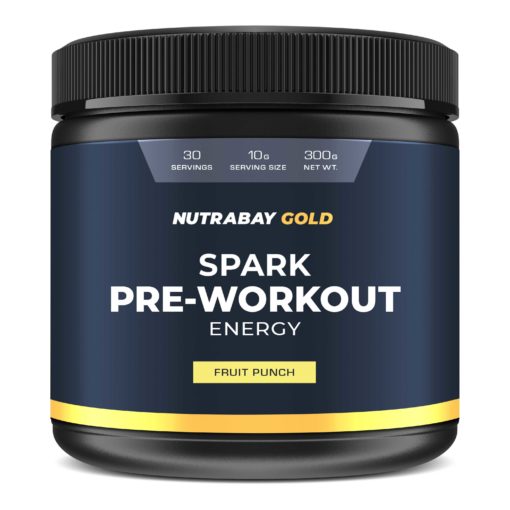 30 10g 300g
SERVINGS SERVING SIZE NET WT.
NUTRABAY GOLD
SPARK
PRE-WORKOUT
ENERGY
FRUIT PUNCH